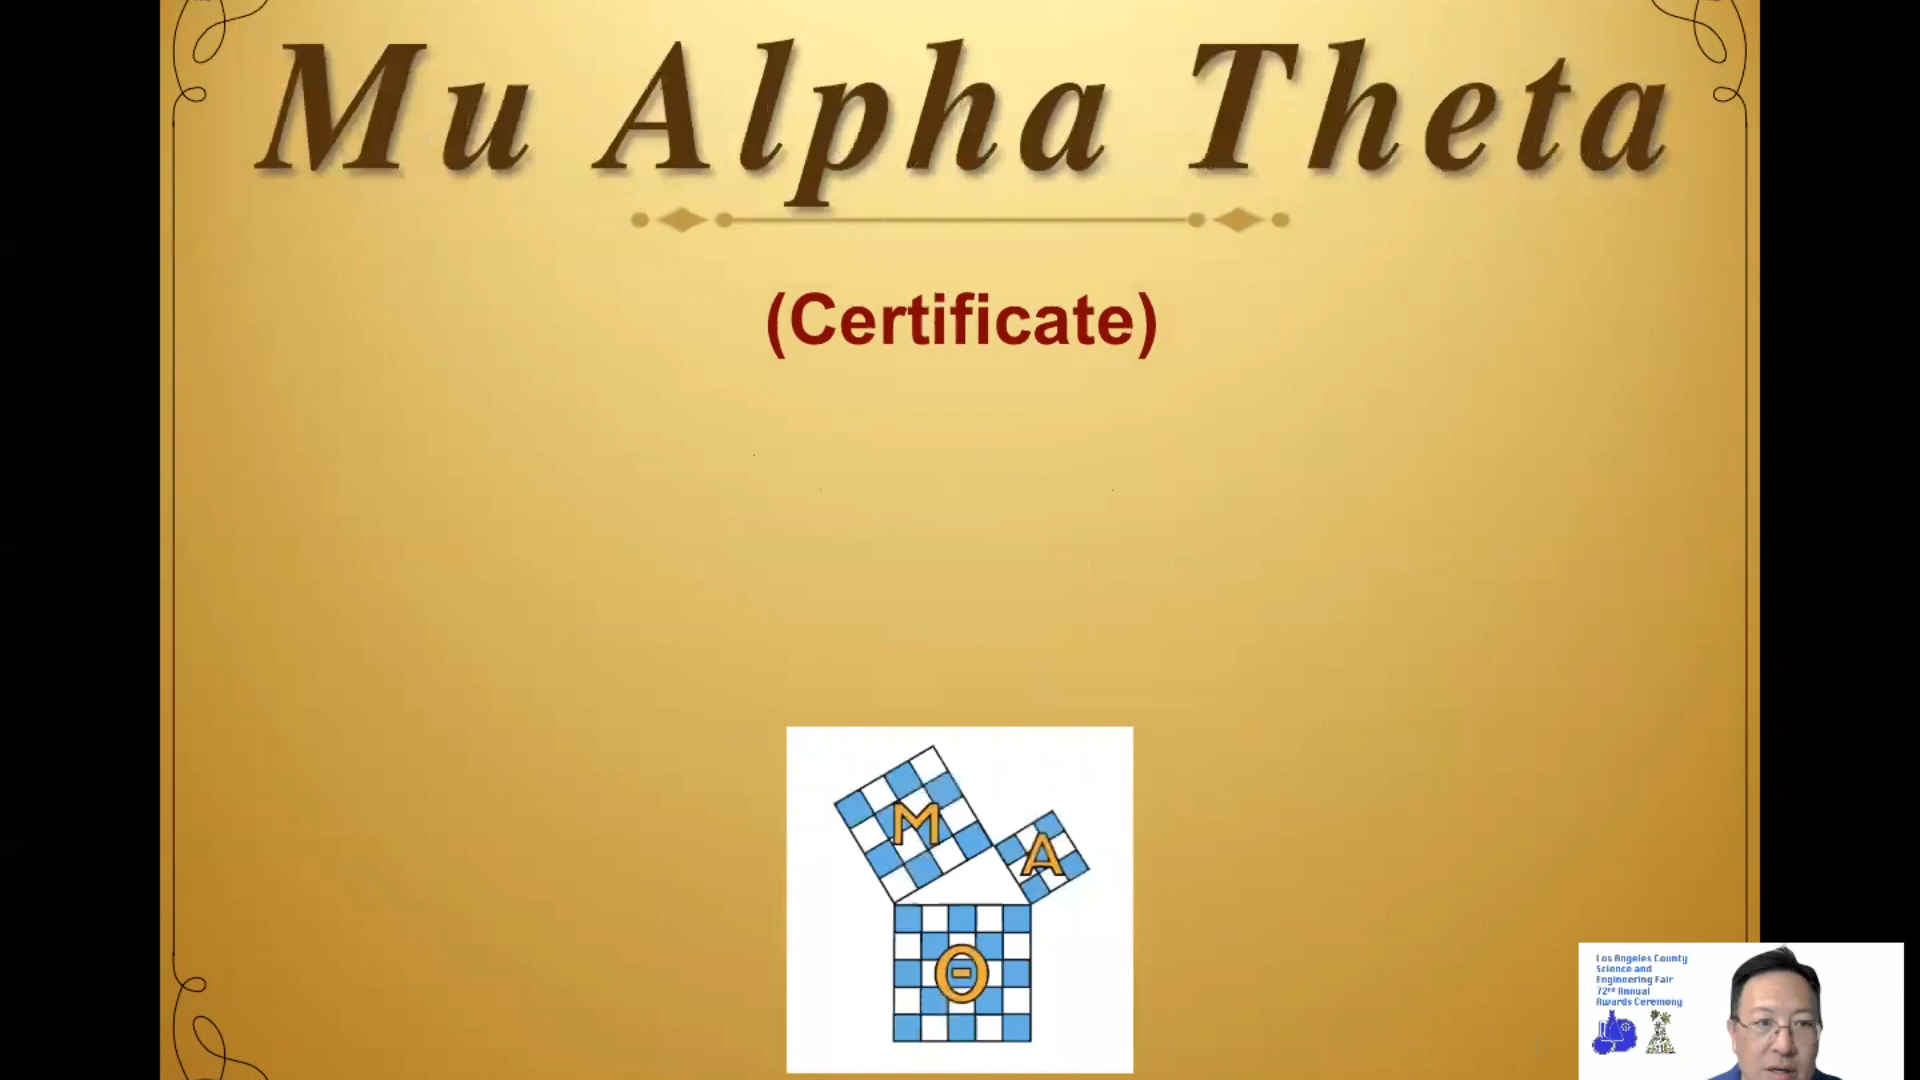 Mu Alpha Theta
(Certificate)
M
A
Θ
Los Angeles County
Science and
Engineering Fair
72nd Annual
Awards Ceremony